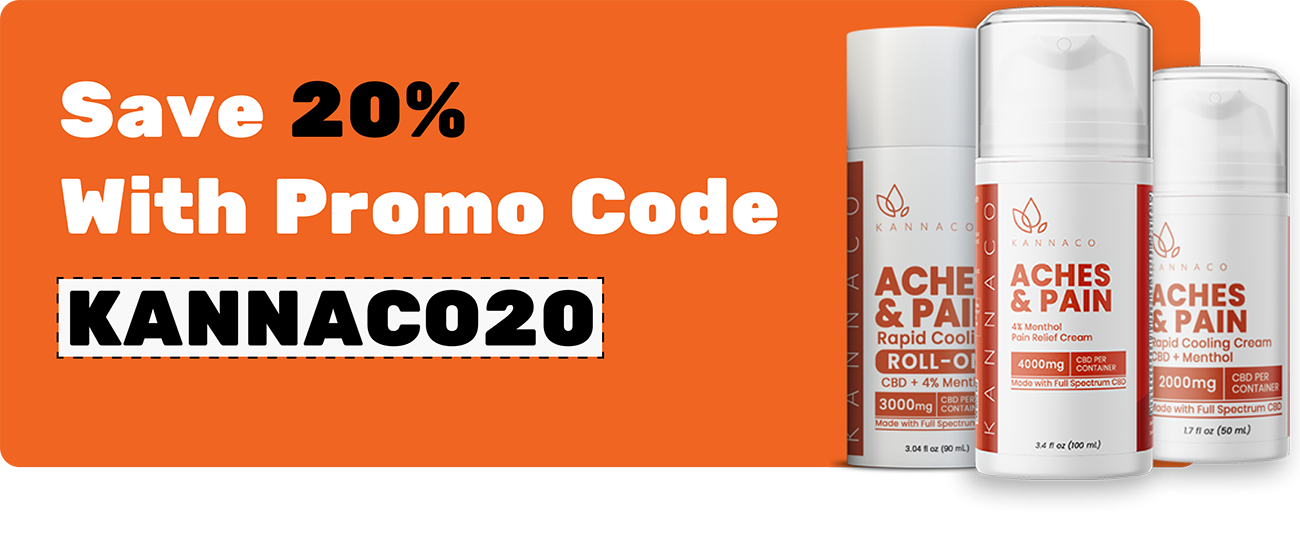 Save 20%
With Promo Code
KANNACO20
KANNACO
KANNACO
ACHES
& PAI
Rapid Cooli
ROLL-O
CBD + 4% Menth
3000mg
CBD PER
CONTAIN
Made with Full Spectrum
3.04 fl oz (90 mL)
KANNACO
KANNACO
ACHES
& PAIN
4% Menthol
Pain Relief Cream
4000mg
CBD PER
CONTAINER
Made with Full Spectrum CBD
3.4 fl oz (100 mL)
ANNACO
ACHES
& PAIN
Rapid Cooling Cream
CBD + Menthol
2000mg
CBD PER
CONTAINER
Made with Full Spectrum CBD
1.7 fl oz (50 mL)